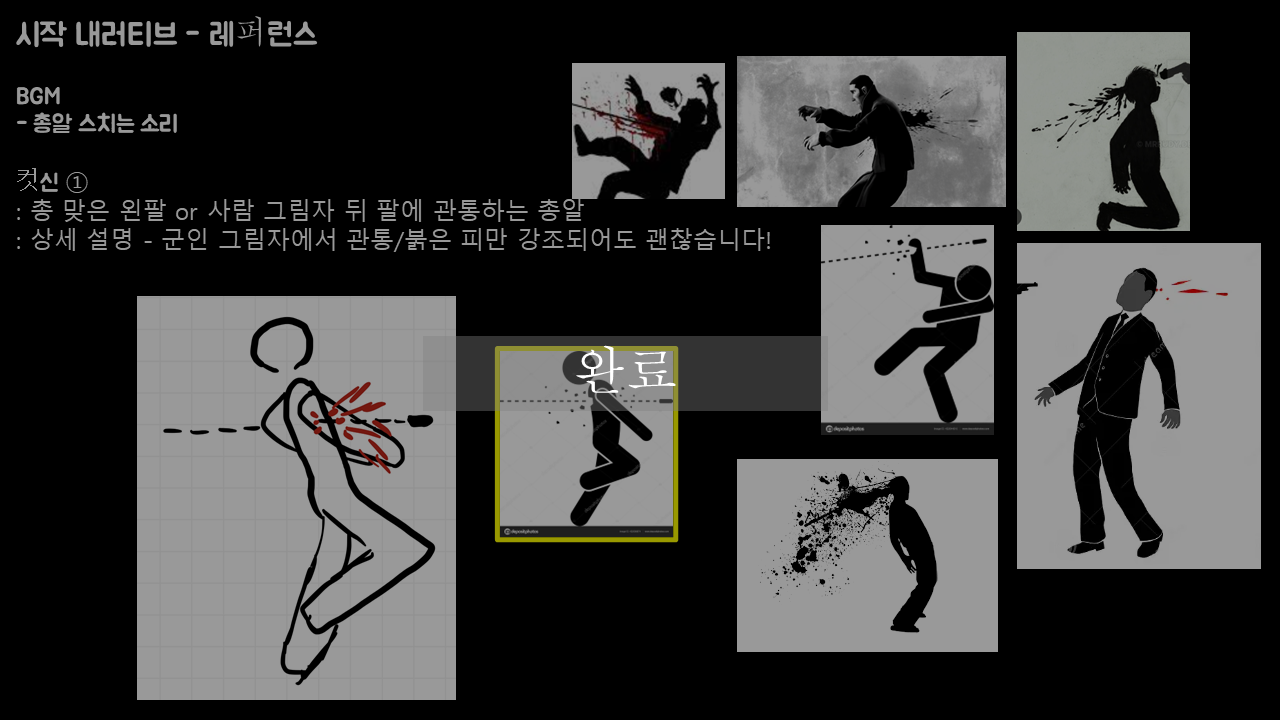 시작 내러티브 - 레퍼런스
BGM
- 총알 스치는 소리
컷신 ①
: 총 맞은 왼팔 or 사람 그림자 뒤 팔에 관통하는 총알
: 상세 설명 - 군인 그림자에서 관통/붉은 피만 강조되어도 괜찮습니다!
완료
depositphotos
depositphotos